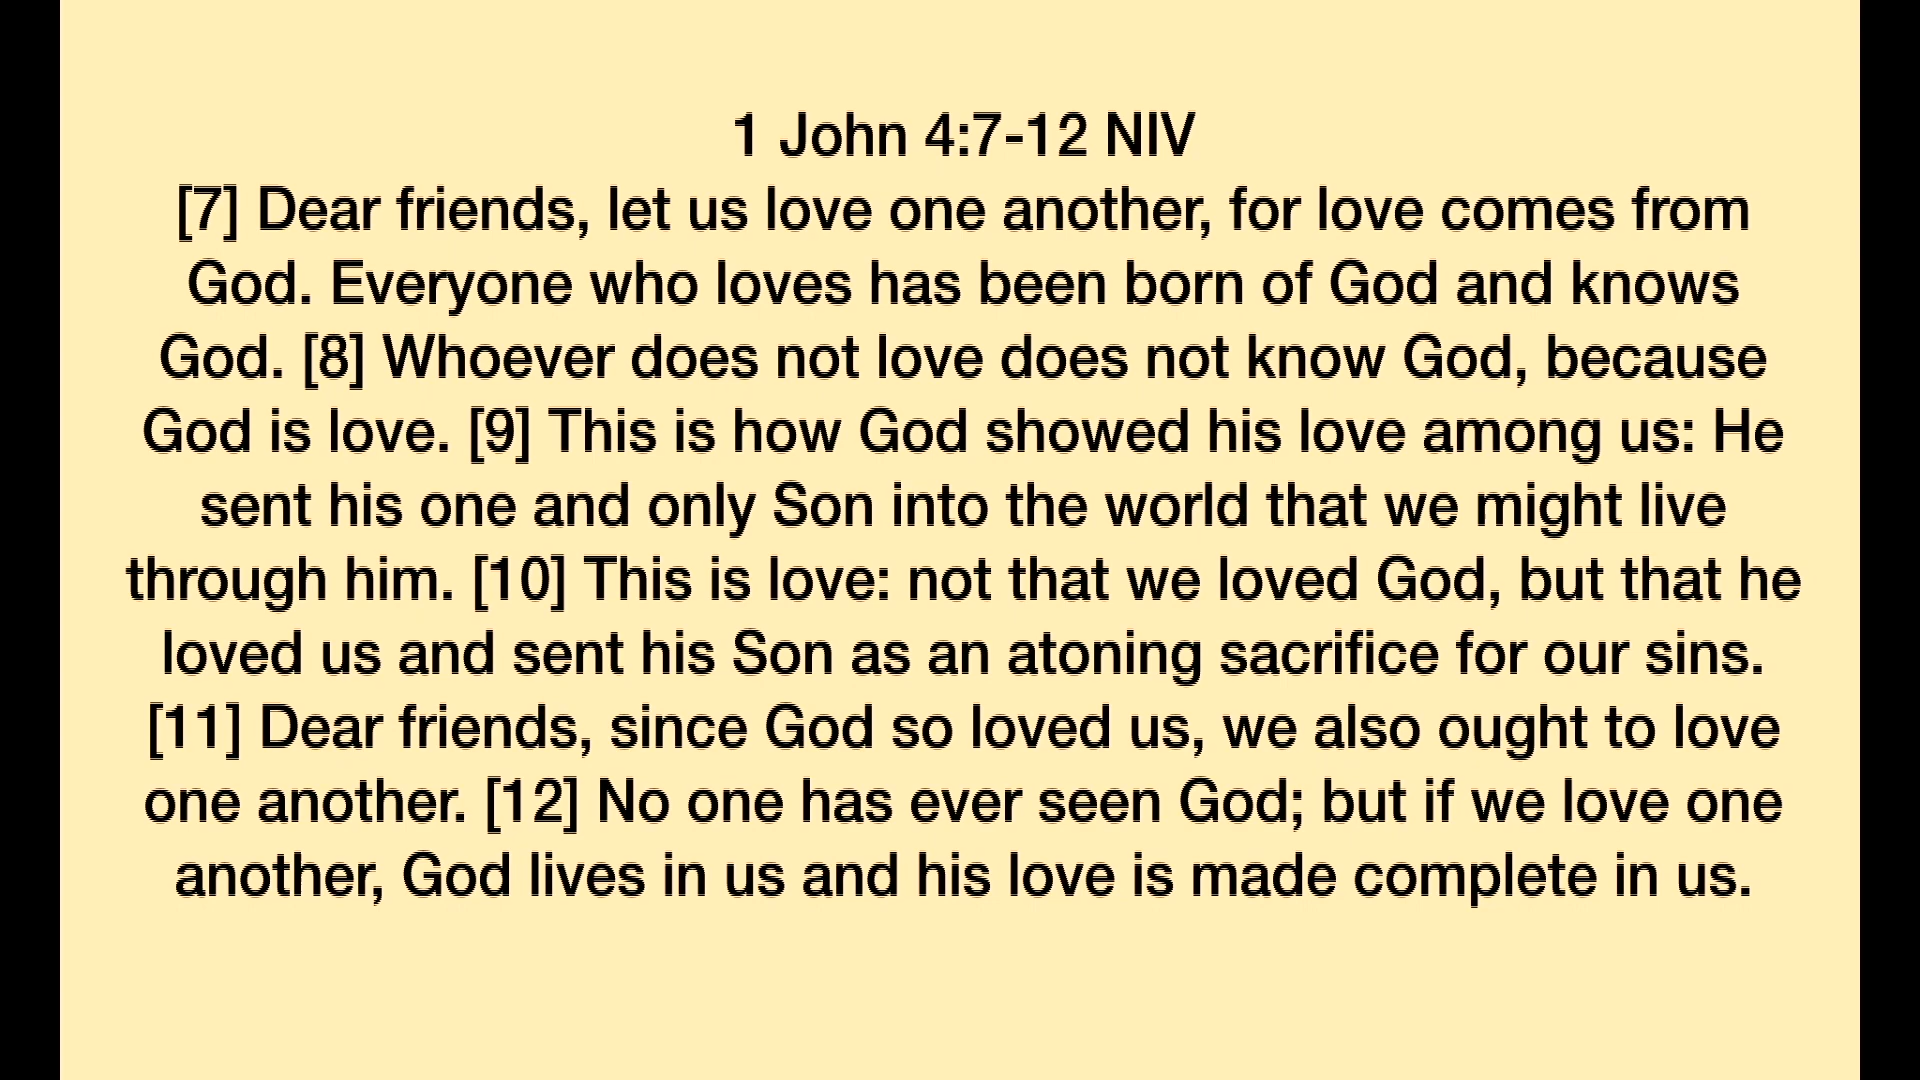 1 John 4:7-12 NIV
[7] Dear friends, let us love one another, for love comes from
God. Everyone who loves has been born of God and knows
God. [8] Whoever does not love does not know God, because
God is love. [9] This is how God showed his love among us: He
sent his one and only Son into the world that we might live
through him. [10] This is love: not that we loved God, but that he
loved us and sent his Son as an atoning sacrifice for our sins.
[11] Dear friends, since God so loved us, we also ought to love
one another. [12] No one has ever seen God; but if we love one
another, God lives in us and his love is made complete in us.